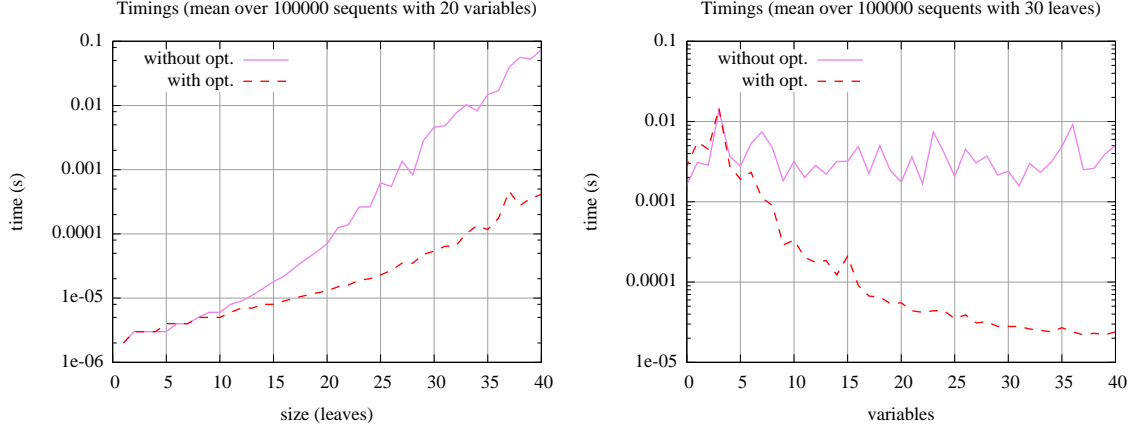 Timings (mean over 100000 sequents with 20 variables)
0.1
0.01
0.001
0.0001
1e-05
1e-06
time (s)
without opt.
with opt.
0 5 10 15 20 25 30 35 40
size (leaves)
Timings (mean over 100000 sequents with 30 leaves)
0.1
0.01
0.001
0.0001
1e-05
time (s)
without opt.
with opt.
0 5 10 15 20 25 30 35 40
variables